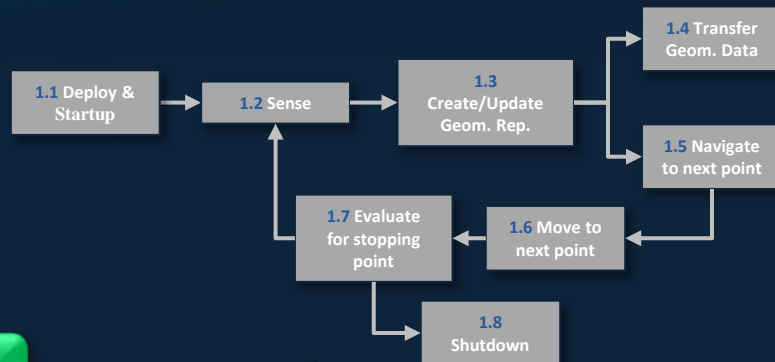 1.1 Deploy &
Startup
1.2 Sense
1.3
Create/Update
Geom. Rep.
1.4 Transfer
Geom. Data
1.5 Navigate
to next point
1.6 Move to
next point
1.7 Evaluate
for stopping
point
1.8
Shutdown